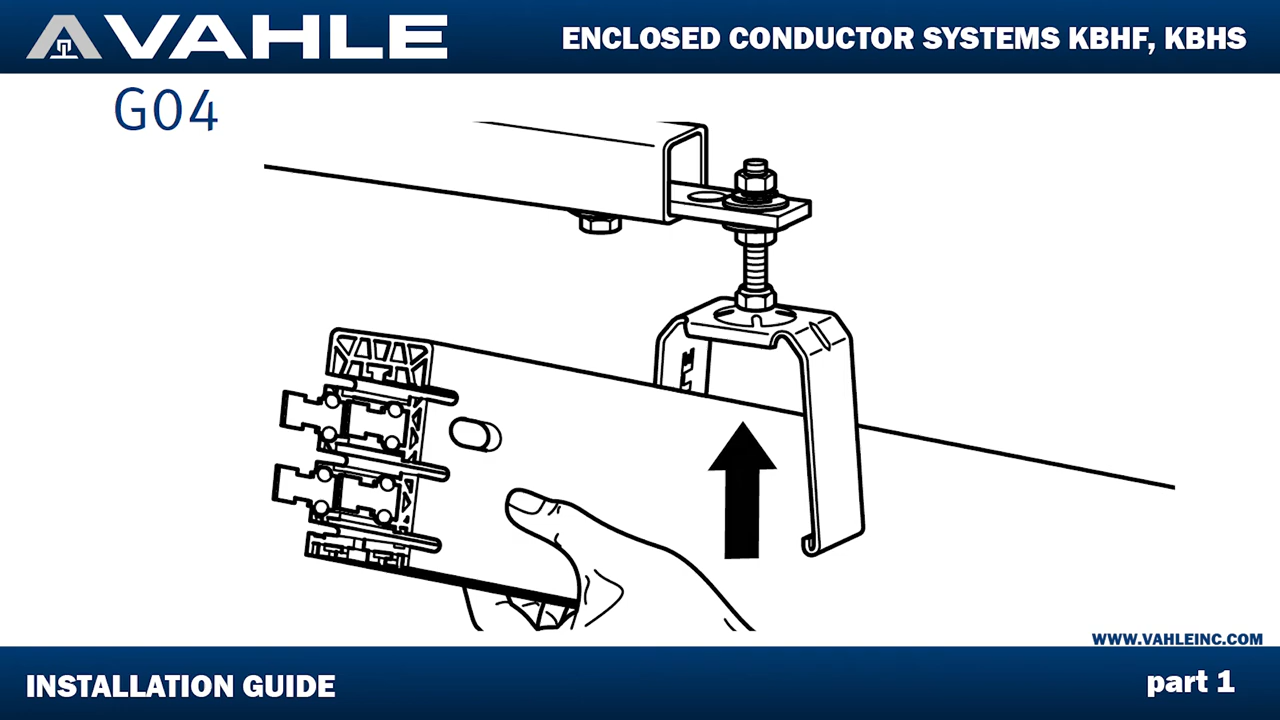 VAHLE
ENCLOSED CONDUCTOR SYSTEMS KBHF, KBHS
G04
WWW.VAHLEINC.COM
INSTALLATION GUIDE
part 1